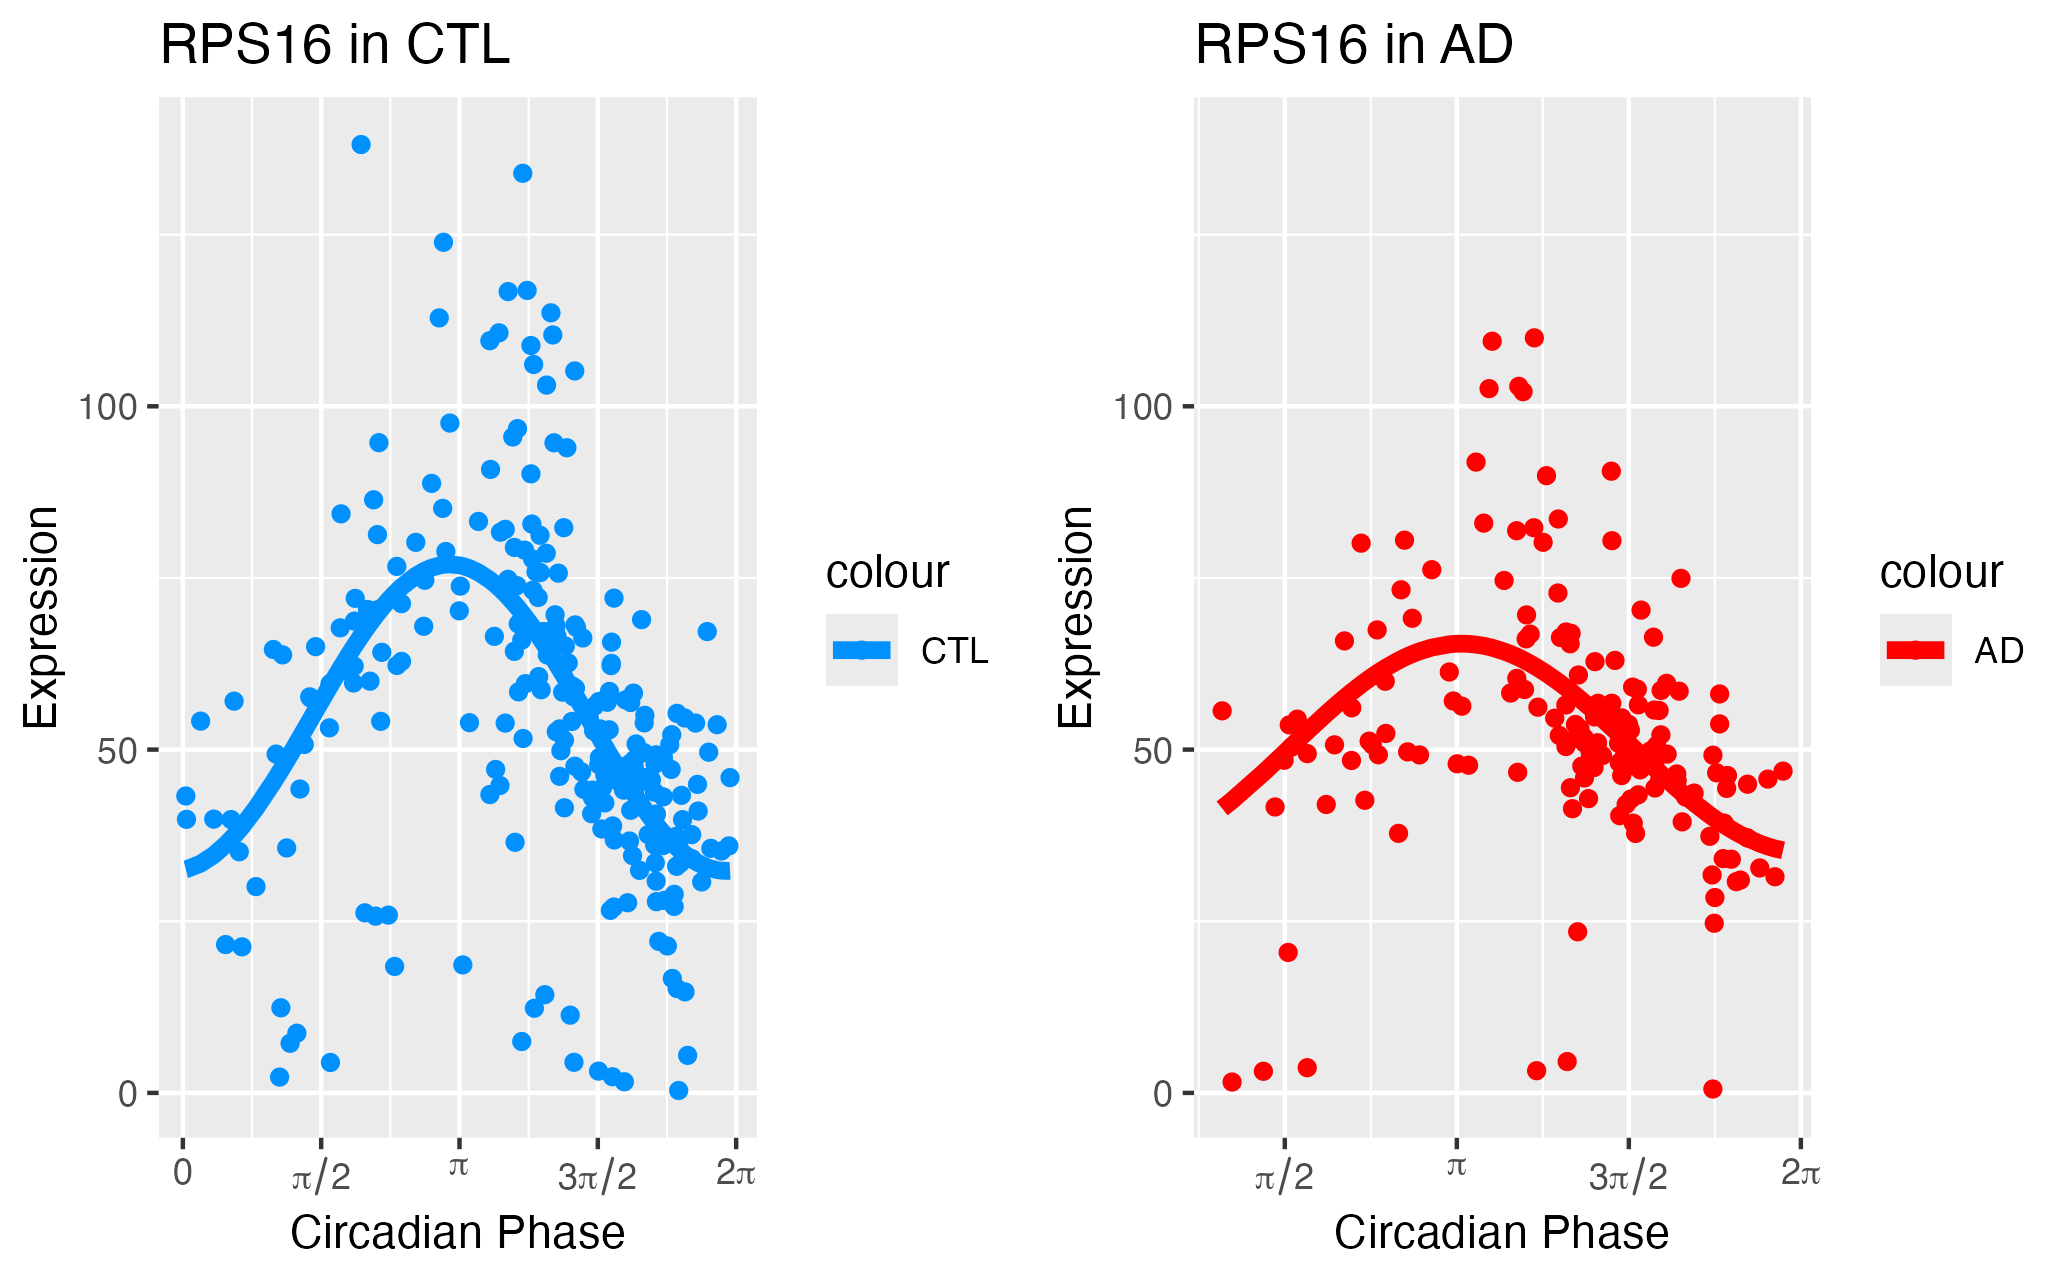 RPS16 in CTL
Expression
100
50
0
0 π/2 π 3π/2 2π
Circadian Phase
colour
CTL
RPS16 in AD
Expression
100
50
0
π/2 π 3π/2 2π
Circadian Phase
colour
AD